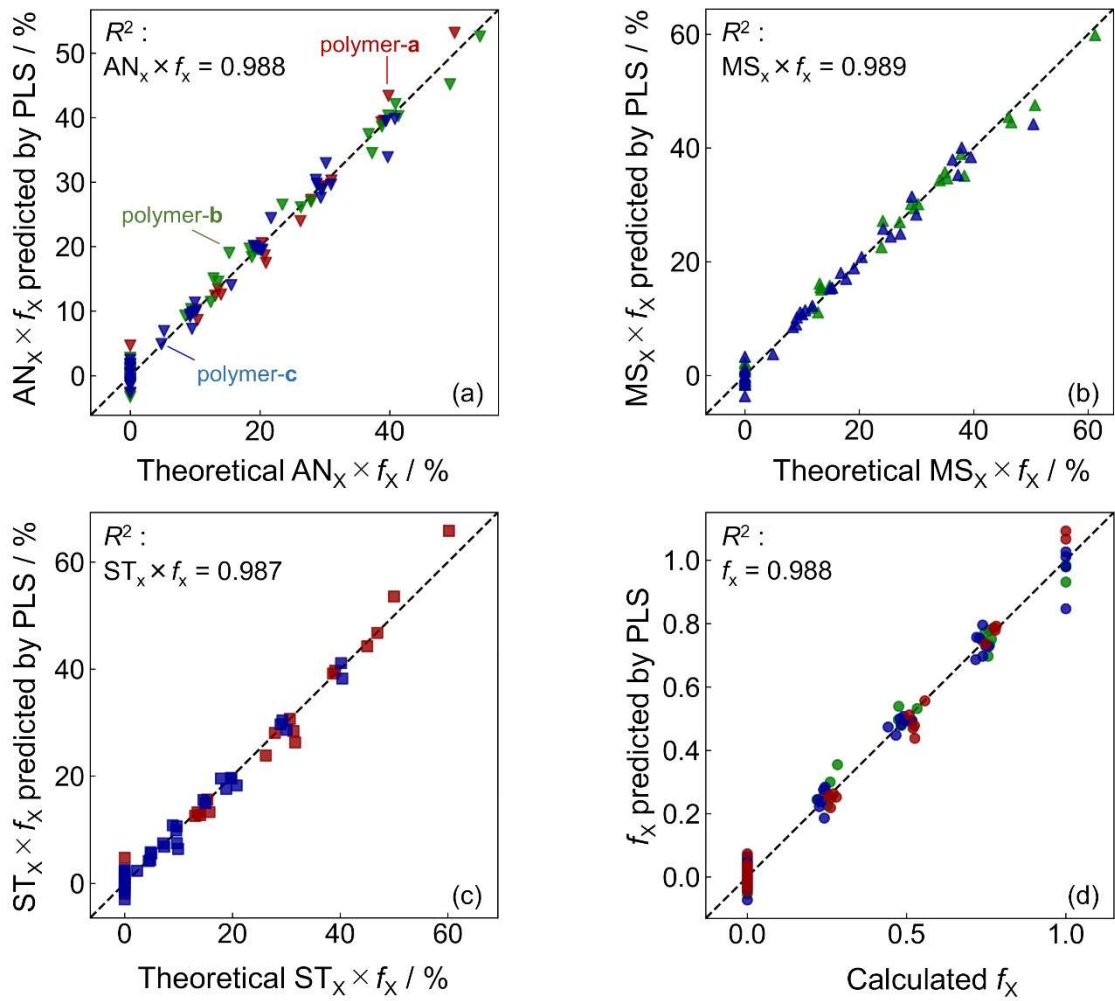 R² :
ANₓ × fₓ = 0.988
polymer-a
polymer-b
polymer-c
(a)
50
40
30
20
10
0
0
20
40
ANₓ × fₓ predicted by PLS / %
Theoretical ANₓ × fₓ / %
R² :
MSₓ × fₓ = 0.989
(b)
60
40
20
0
0
20
40
60
MSₓ × fₓ predicted by PLS / %
Theoretical MSₓ × fₓ / %
R² :
STₓ × fₓ = 0.987
(c)
60
40
20
0
0
20
40
60
STₓ × fₓ predicted by PLS / %
Theoretical STₓ × fₓ / %
R² :
fₓ = 0.988
(d)
1.0
0.8
0.6
0.4
0.2
0.0
0.0
0.5
1.0
fₓ predicted by PLS
Calculated fₓ